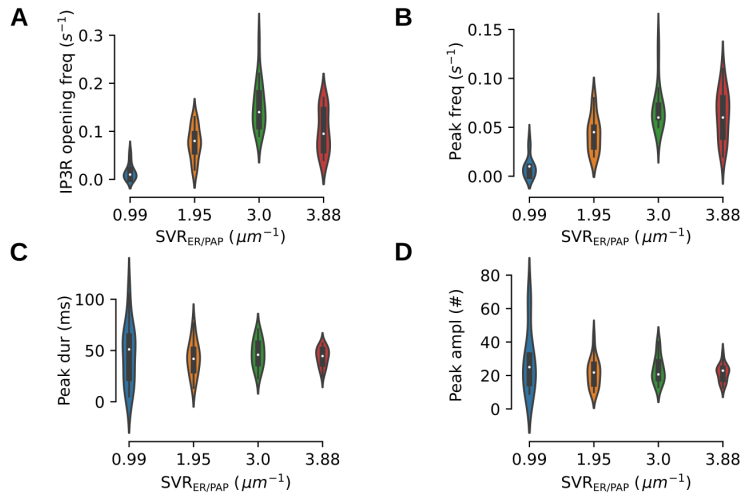 A
IP3R opening freq (s⁻¹)
0.3
0.2
0.1
0.0
0.99 1.95 3.0 3.88
SVR_ER/PAP (μm⁻¹)
B
Peak freq (s⁻¹)
0.15
0.10
0.05
0.00
0.99 1.95 3.0 3.88
SVR_ER/PAP (μm⁻¹)
C
Peak dur (ms)
100
50
0
0.99 1.95 3.0 3.88
SVR_ER/PAP (μm⁻¹)
D
Peak ampl (#)
80
60
40
20
0
0.99 1.95 3.0 3.88
SVR_ER/PAP (μm⁻¹)